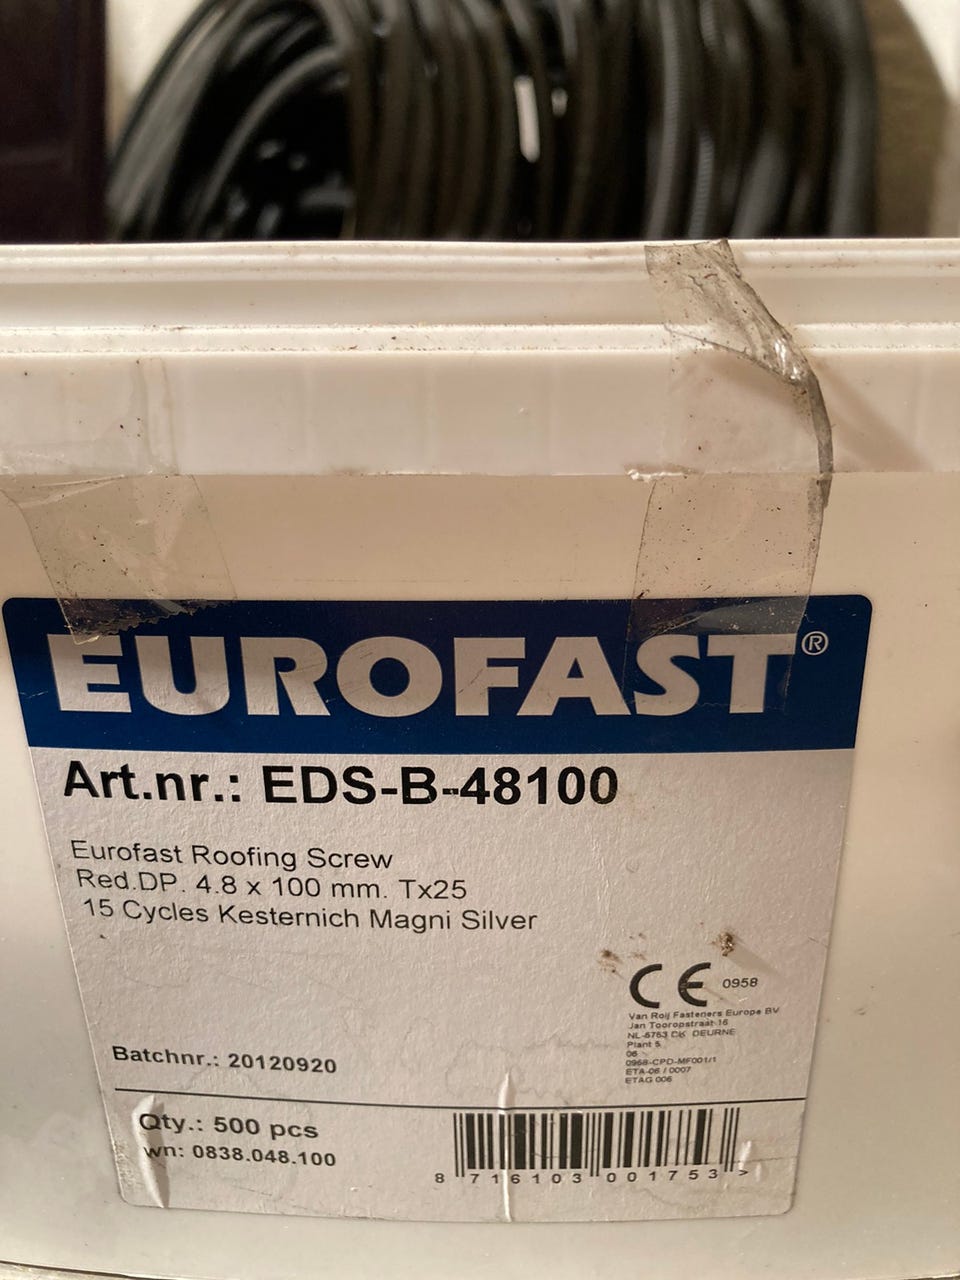 EUROFAST®
Art.nr.: EDS-B-48100
Eurofast Roofing Screw
Red.DP. 4.8 x 100 mm. Tx25
15 Cycles Kesternich Magni Silver
CE 0958
Van Roij Fasteners Europe BV
Jan Tooropstraat 16
NL-5753 DK DEURNE
Plant 5
06
0958-CPD-MF001/1
ETA-06 / 0007
ETAG 006
Batchnr.: 20120920
Qty.: 500 pcs
wn: 0838.048.100
8 716103 001753 >